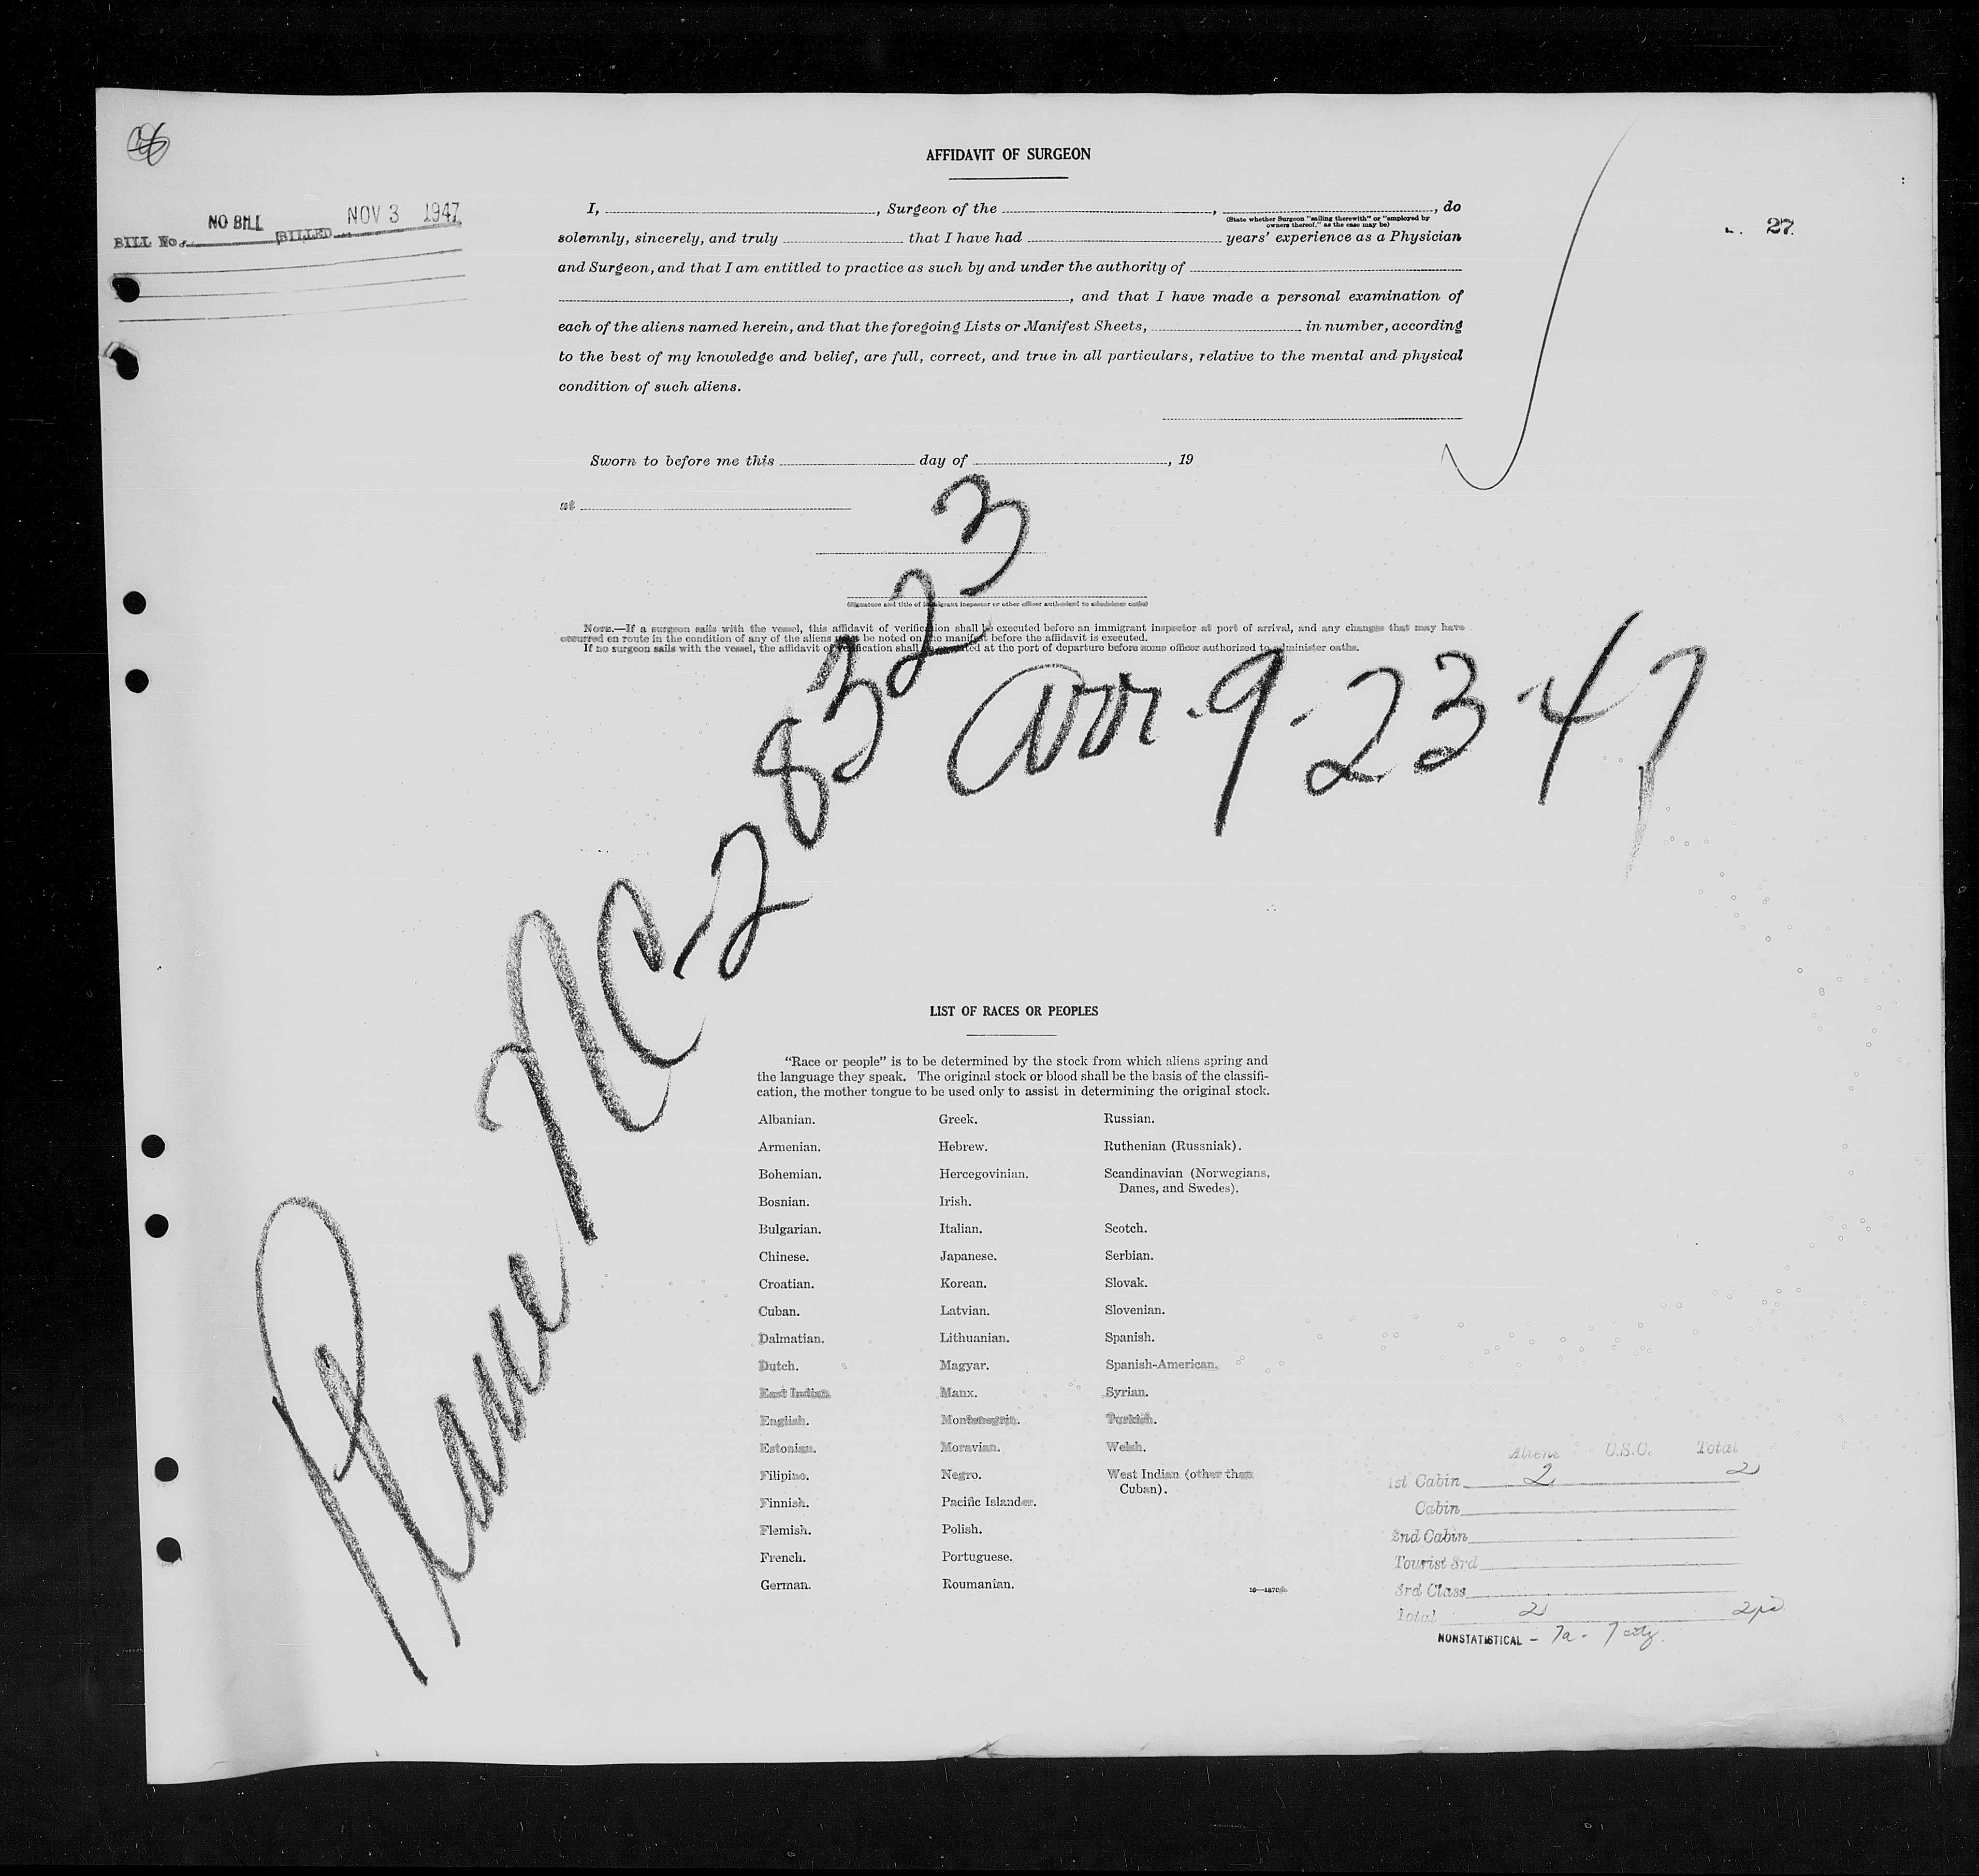 AFFIDAVIT OF SURGEON
NO BILL NOV 3 1947
BILL No. BILLED
27.
I, , Surgeon of the , , do
(State whether Surgeon "sailing therewith" or "employed by
owners thereof," as the case may be)
solemnly, sincerely, and truly that I have had years' experience as a Physician
and Surgeon, and that I am entitled to practice as such by and under the authority of
, and that I have made a personal examination of
each of the aliens named herein, and that the foregoing Lists or Manifest Sheets, in number, according
to the best of my knowledge and belief, are full, correct, and true in all particulars, relative to the mental and physical
condition of such aliens.
Sworn to before me this day of , 19
at
(Signature and title of immigrant inspector or other officer authorized to administer oaths)
NOTE.—If a surgeon sails with the vessel, this affidavit of verification shall be executed before an immigrant inspector at port of arrival, and any changes that may have
occurred en route in the condition of any of the aliens must be noted on the manifest before the affidavit is executed.
If no surgeon sails with the vessel, the affidavit of verification shall be executed at the port of departure before some officer authorized to administer oaths.
Plane NC-28323
arr. 9-23-47
LIST OF RACES OR PEOPLES
"Race or people" is to be determined by the stock from which aliens spring and
the language they speak. The original stock or blood shall be the basis of the classifi-
cation, the mother tongue to be used only to assist in determining the original stock.
Albanian.
Armenian.
Bohemian.
Bosnian.
Bulgarian.
Chinese.
Croatian.
Cuban.
Dalmatian.
Dutch.
East Indian.
English.
Estonian.
Filipino.
Finnish.
Flemish.
French.
German.
Greek.
Hebrew.
Hercegovinian.
Irish.
Italian.
Japanese.
Korean.
Latvian.
Lithuanian.
Magyar.
Manx.
Montenegrin.
Moravian.
Negro.
Pacific Islander.
Polish.
Portuguese.
Roumanian.
Russian.
Ruthenian (Russniak).
Scandinavian (Norwegians,
Danes, and Swedes).
Scotch.
Serbian.
Slovak.
Slovenian.
Spanish.
Spanish-American.
Syrian.
Turkish.
Welsh.
West Indian (other than
Cuban).
Aliens U.S.C. Total
1st Cabin 2 2
Cabin
2nd Cabin
Tourist 3rd
3rd Class
Total 2 2
NONSTATISTICAL - 7a -